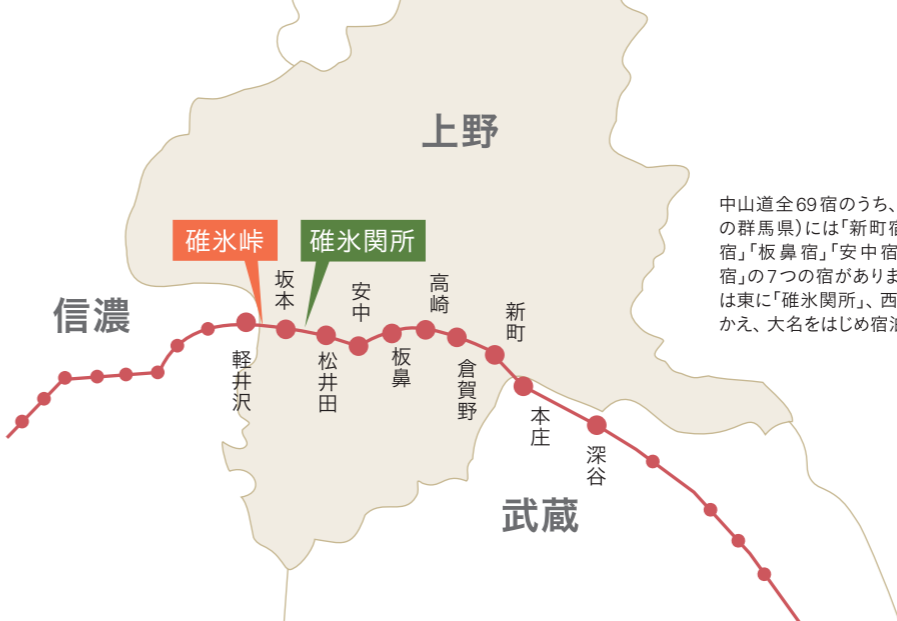 上野
中山道全69宿のうち、
の群馬県)には「新町宿
宿」「板鼻宿」「安中宿
宿」の7つの宿がありま
は東に「碓氷関所」、西
かえ、大名をはじめ宿泊
碓氷峠
碓氷関所
信濃
坂本
安中
高崎
新町
軽井沢
松井田
板鼻
倉賀野
本庄
深谷
武蔵